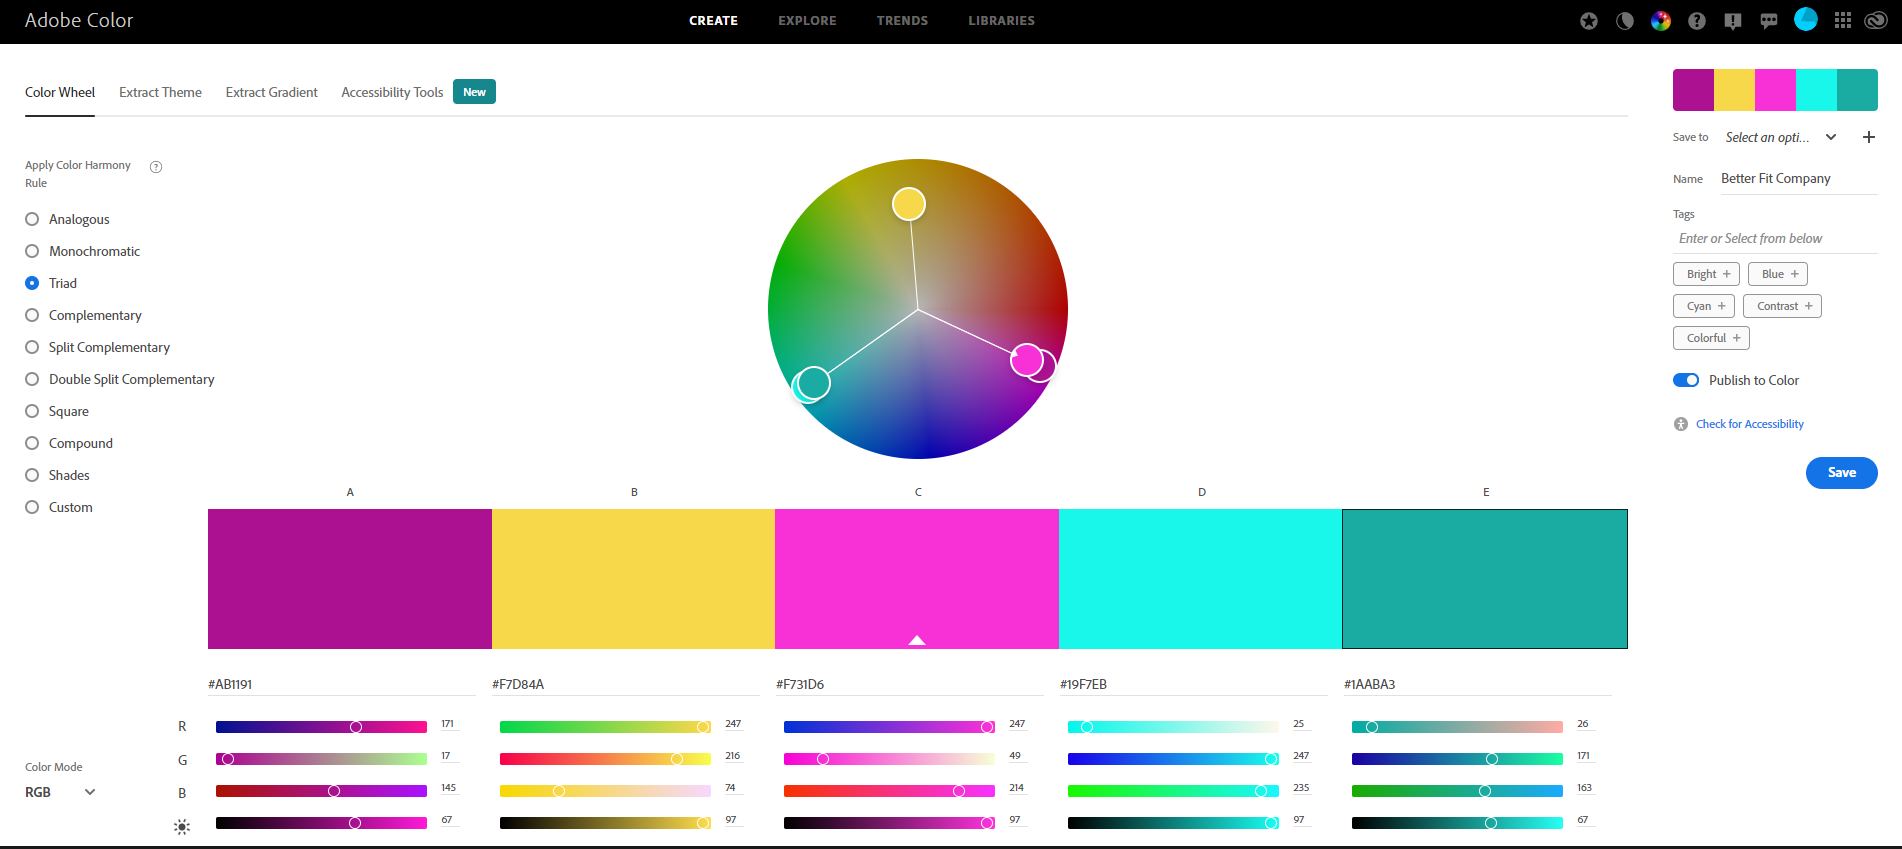 Adobe Color
CREATE EXPLORE TRENDS LIBRARIES
Color Wheel Extract Theme Extract Gradient Accessibility Tools New
Apply Color Harmony
Rule
Analogous
Monochromatic
Triad
Complementary
Split Complementary
Double Split Complementary
Square
Compound
Shades
Custom
Save to Select an opti...
Name Better Fit Company
Tags
Enter or Select from below
Bright + Blue +
Cyan + Contrast +
Colorful +
Publish to Color
Check for Accessibility
Save
A B C D E
#AB1191 #F7D84A #F731D6 #19F7EB #1AABA3
R 171 247 247 25 26
G 17 216 49 247 171
B 145 74 214 235 163
67 97 97 97 67
Color Mode
RGB